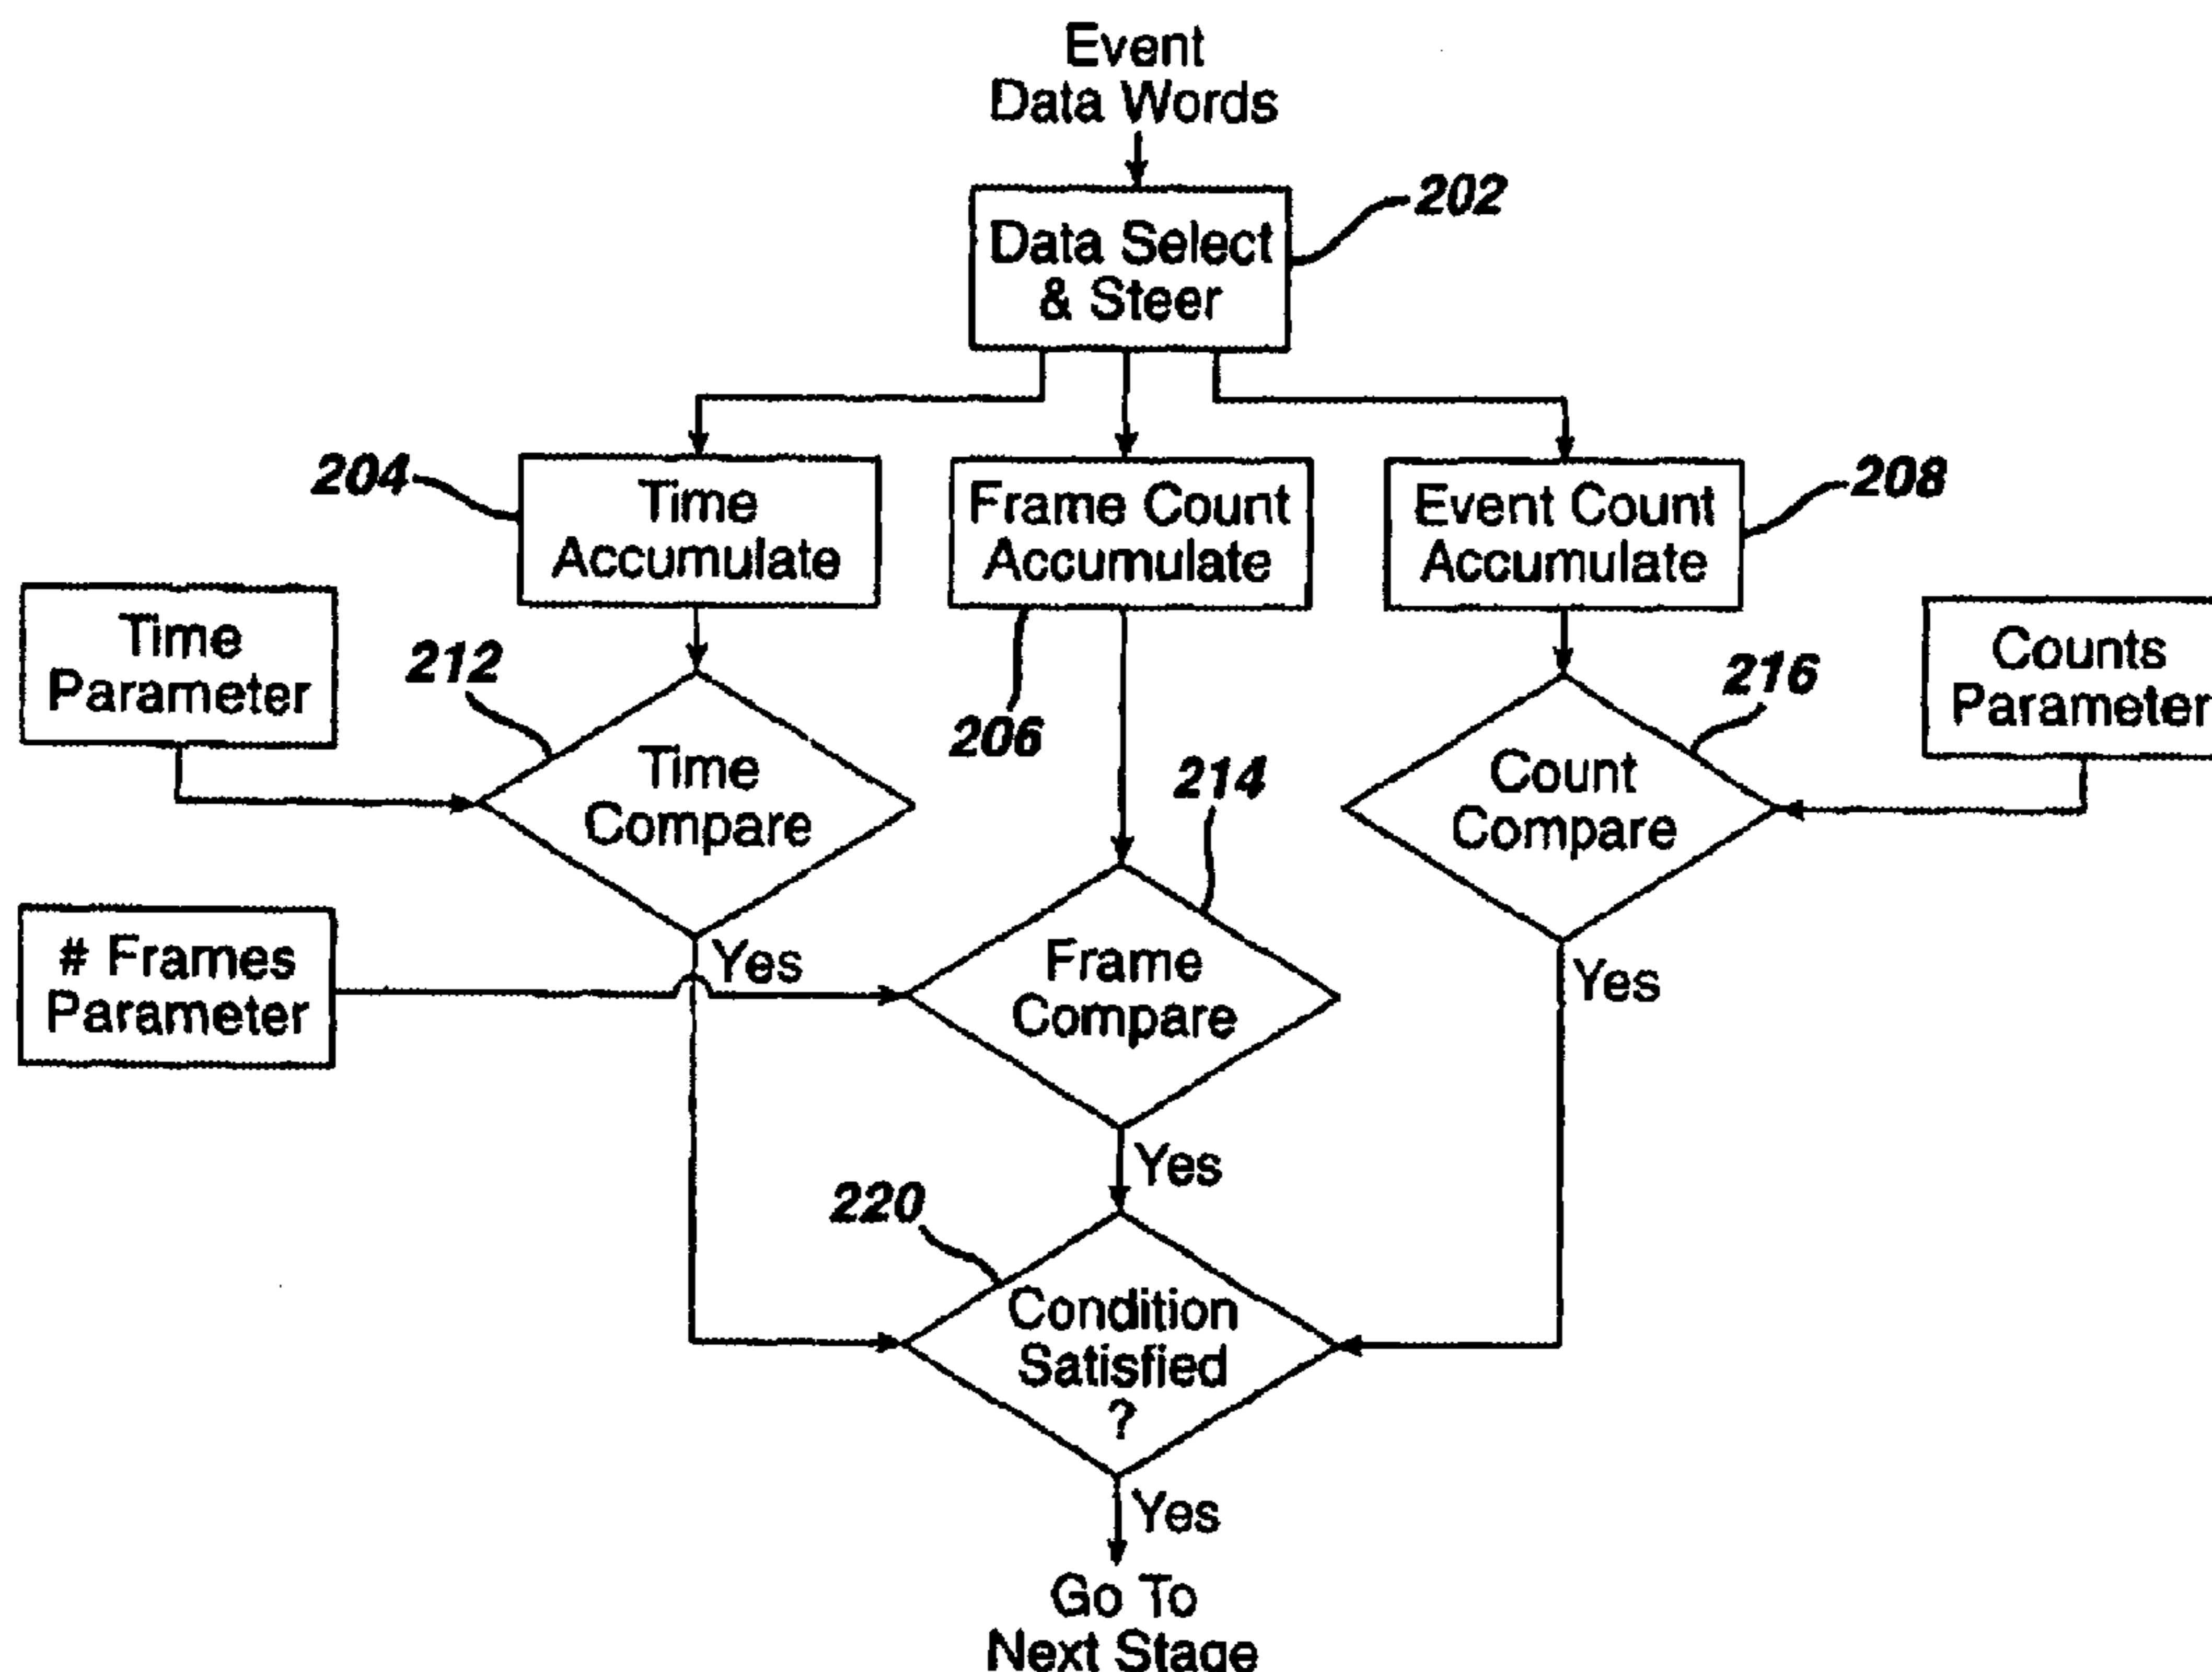 Event
Data Words
202
Data Select
& Steer
204
Time
Accumulate
Frame Count
Accumulate
Event Count
Accumulate
208
Time
Parameter
212
206
216
Counts
Parameter
Time
Compare
214
Count
Compare
# Frames
Parameter
Yes
Frame
Compare
Yes
Yes
220
Condition
Satisfied
?
Yes
Go To
Next Stage